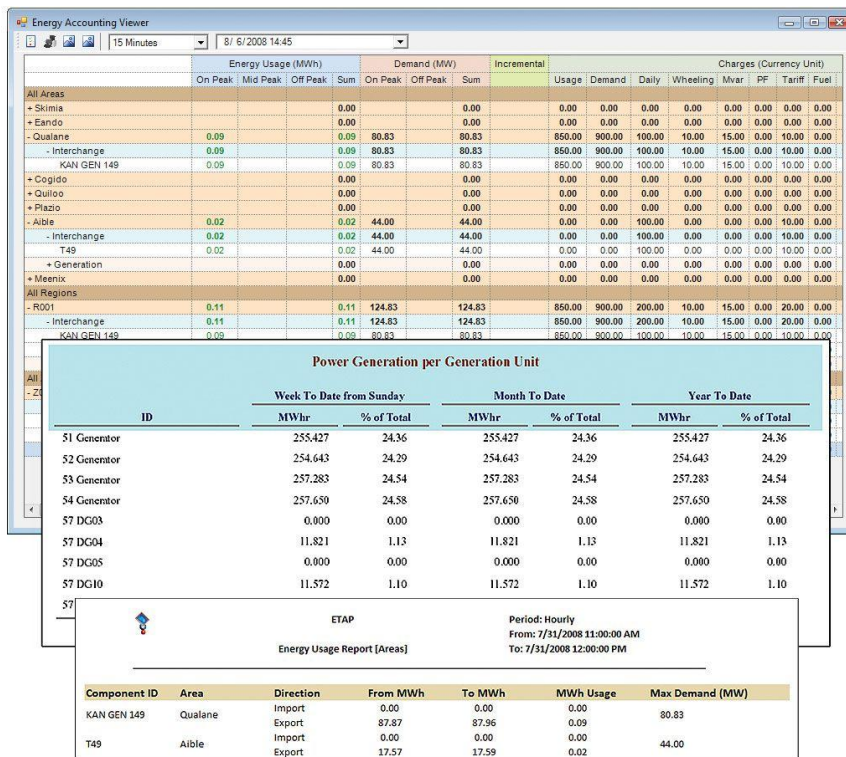 Energy Accounting Viewer
15 Minutes 8/ 6/2008 14:45
Energy Usage (MWh) Demand (MW) Incremental Charges (Currency Unit)
On Peak Mid Peak Off Peak Sum On Peak Off Peak Sum Usage Demand Daily Wheeling Mvar PF Tariff Fuel
All Areas
+ Skimia 0.00 0.00 0.00 0.00 0.00 0.00 0.00 0.00 0.00 0.00
+ Eando 0.00 0.00 0.00 0.00 0.00 0.00 0.00 0.00 0.00 0.00
- Qualane 0.09 0.09 80.83 80.83 850.00 900.00 100.00 10.00 15.00 0.00 10.00 0.00
- Interchange 0.09 0.09 80.83 80.83 850.00 900.00 100.00 10.00 15.00 0.00 10.00 0.00
KAN GEN 149 0.09 0.09 80.83 80.83 850.00 900.00 100.00 10.00 15.00 0.00 10.00 0.00
+ Cogido 0.00 0.00 0.00 0.00 0.00 0.00 0.00 0.00 0.00 0.00
+ Quiloo 0.00 0.00 0.00 0.00 0.00 0.00 0.00 0.00 0.00 0.00
+ Plazio 0.00 0.00 0.00 0.00 0.00 0.00 0.00 0.00 0.00 0.00
- Aible 0.02 0.02 44.00 44.00 0.00 0.00 100.00 0.00 0.00 0.00 10.00 0.00
- Interchange 0.02 0.02 44.00 44.00 0.00 0.00 100.00 0.00 0.00 0.00 10.00 0.00
T49 0.02 0.02 44.00 44.00 0.00 0.00 100.00 0.00 0.00 0.00 10.00 0.00
+ Generation 0.00 0.00 0.00 0.00 0.00 0.00 0.00 0.00 0.00 0.00
+ Meenix 0.00 0.00 0.00 0.00 0.00 0.00 0.00 0.00 0.00 0.00
All Regions
- R001 0.11 0.11 124.83 124.83 850.00 900.00 200.00 10.00 15.00 0.00 20.00 0.00
- Interchange 0.11 0.11 124.83 124.83 850.00 900.00 200.00 10.00 15.00 0.00 20.00 0.00
KAN GEN 149 0.09 0.09 80.83 80.83 850.00 900.00 100.00 10.00 15.00 0.00 10.00 0.00
All
Power Generation per Generation Unit
Week To Date from Sunday Month To Date Year To Date
ID MWhr % of Total MWhr % of Total MWhr % of Total
51 Generator 255.427 24.36 255.427 24.36 255.427 24.36
52 Generator 254.643 24.29 254.643 24.29 254.643 24.29
53 Generator 257.283 24.54 257.283 24.54 257.283 24.54
54 Generator 257.650 24.58 257.650 24.58 257.650 24.58
57 DG03 0.000 0.00 0.000 0.00 0.000 0.00
57 DG04 11.821 1.13 11.821 1.13 11.821 1.13
57 DG05 0.000 0.00 0.000 0.00 0.000 0.00
57 DG10 11.572 1.10 11.572 1.10 11.572 1.10
57
ETAP Period: Hourly
From: 7/31/2008 11:00:00 AM
Energy Usage Report [Areas] To: 7/31/2008 12:00:00 PM
Component ID Area Direction From MWh To MWh MWh Usage Max Demand (MW)
KAN GEN 149 Qualane Import 0.00 0.00 0.00 80.83
Export 87.87 87.96 0.09
T49 Aible Import 0.00 0.00 0.00 44.00
Export 17.57 17.59 0.02